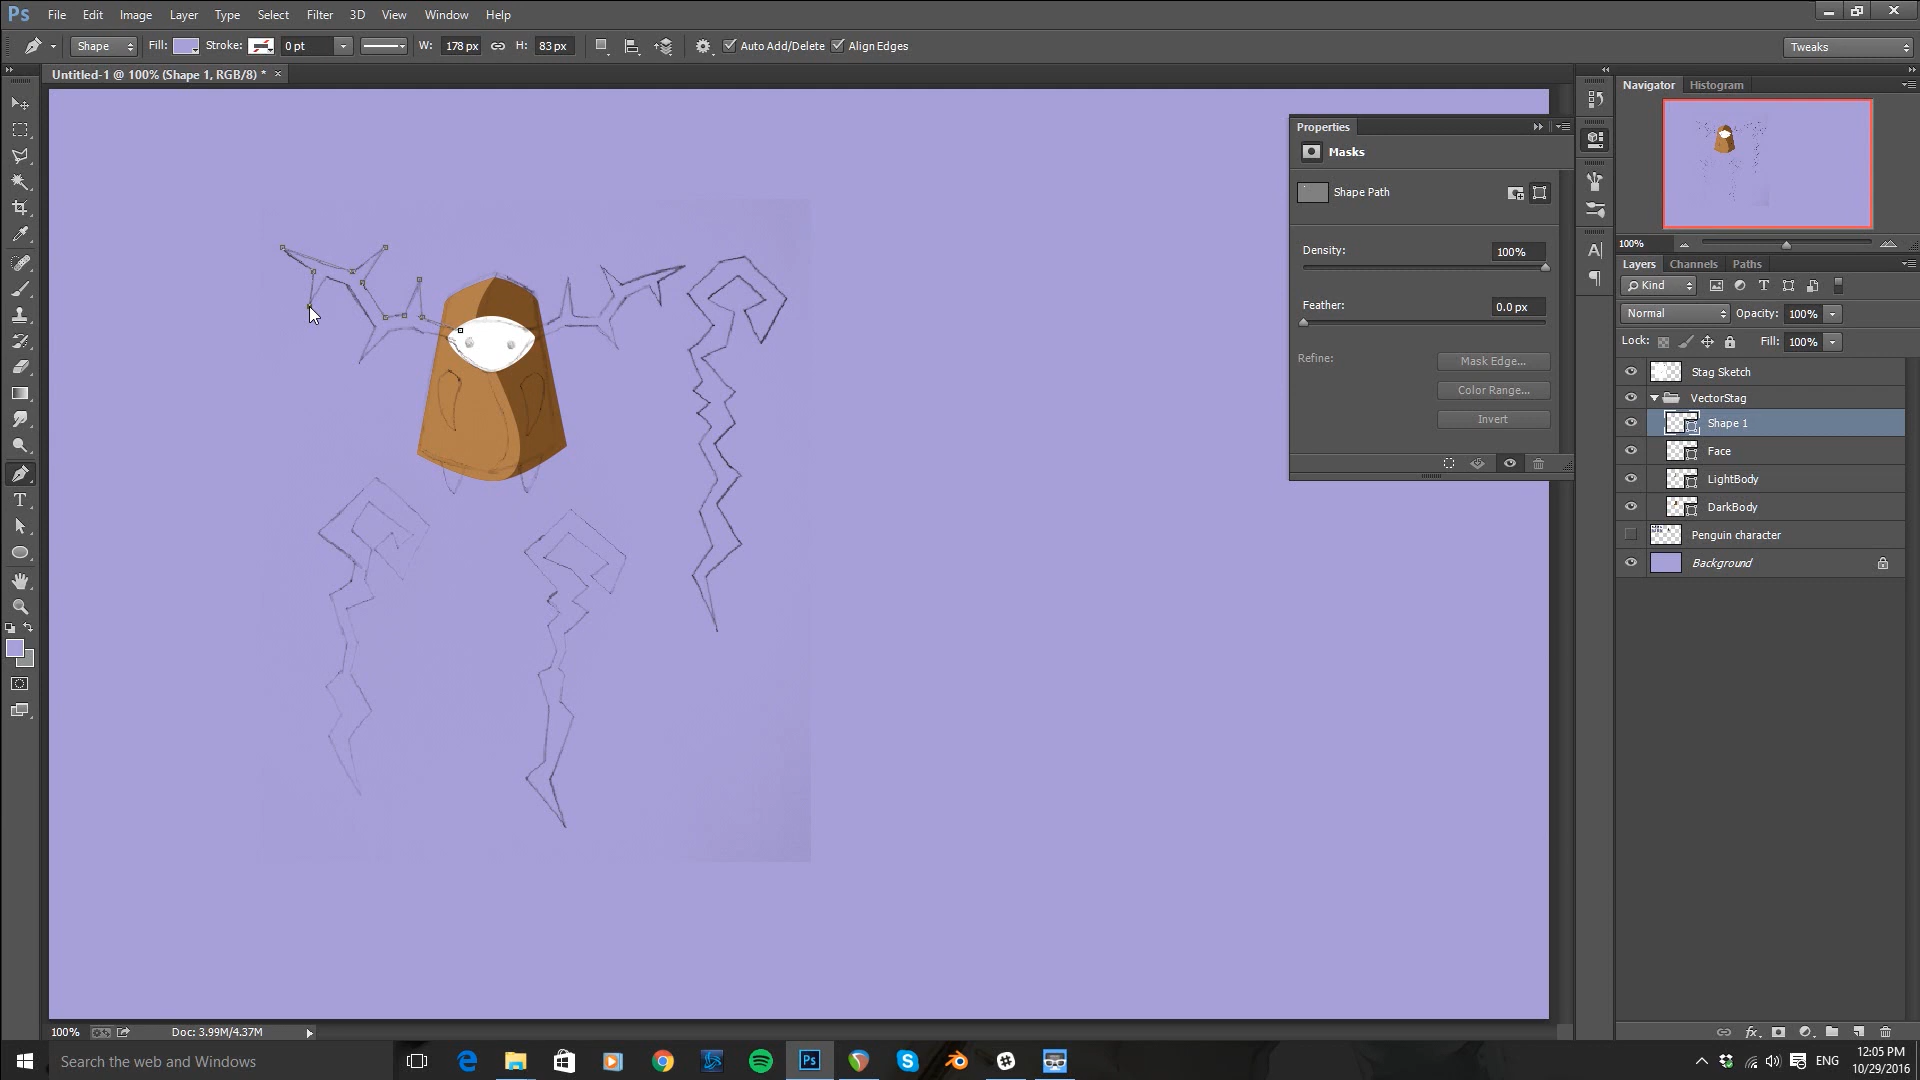 Ps File Edit Image Layer Type Select Filter 3D View Window Help
Shape Fill: Stroke: 0 pt W: 178 px H: 83 px Auto Add/Delete Align Edges Tweaks
Untitled-1 @ 100% (Shape 1, RGB/8) * ×
Navigator Histogram
Properties
Masks
Shape Path
Density: 100%
Feather: 0.0 px
Refine: Mask Edge...
Color Range...
Invert
100%
Layers Channels Paths
Kind
Normal Opacity: 100%
Lock: Fill: 100%
Stag Sketch
VectorStag
Shape 1
Face
LightBody
DarkBody
Penguin character
Background
100% Doc: 3.99M/4.37M
Search the web and Windows
Ps
ENG
12:05 PM
10/29/2016